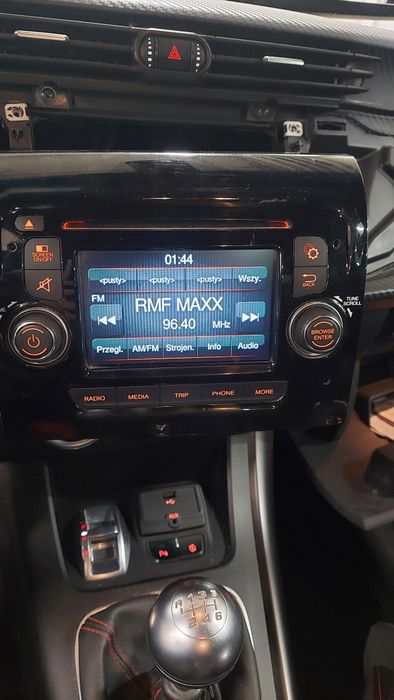 01:44
SCREEN ON/OFF
<pusty> <pusty> <pusty> Wszy.
FM
RMF MAXX
96.40 MHz
BACK
TUNE SCROLL
BROWSE ENTER
Przegl. AM/FM Strojen. Info Audio
RADIO MEDIA TRIP PHONE MORE
AUX
R 1 3 5
2 4 6